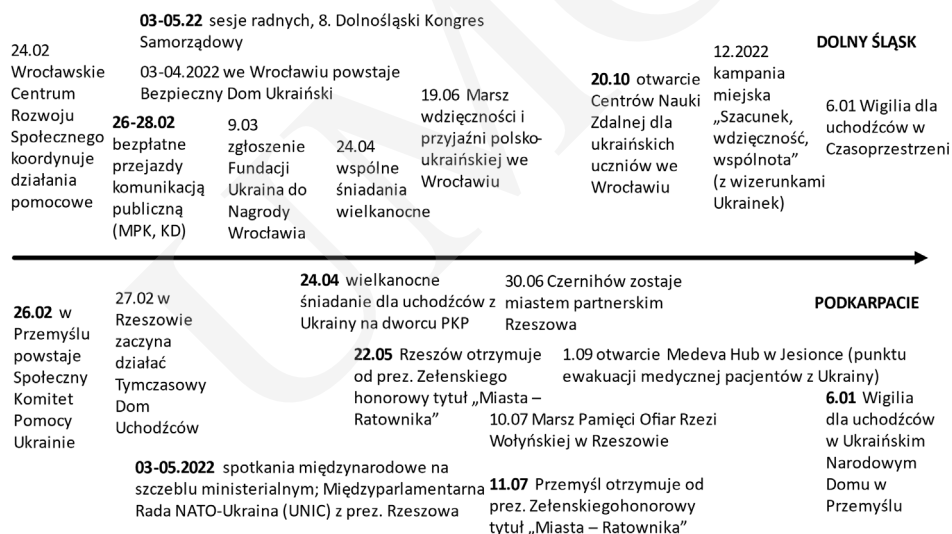 03-05.22 sesje radnych, 8. Dolnośląski Kongres
Samorządowy
DOLNY ŚLĄSK
24.02
Wrocławskie
Centrum
Rozwoju
Społecznego
koordynuje
działania
pomocowe
03-04.2022 we Wrocławiu powstaje
Bezpieczny Dom Ukraiński
26-28.02
bezpłatne
przejazdy
komunikacją
publiczną
(MPK, KD)
9.03
zgłoszenie
Fundacji
Ukraina do
Nagrody
Wrocławia
24.04
wspólne
śniadania
wielkanocne
19.06 Marsz
wdzięczności i
przyjaźni polsko-
ukraińskiej we
Wrocławiu
20.10 otwarcie
Centrów Nauki
Zdalnej dla
ukraińskich
uczniów we
Wrocławiu
12.2022
kampania
miejska
„Szacunek,
wdzięczność,
wspólnota”
(z wizerunkami
Ukrainek)
6.01 Wigilia dla
uchodźców w
Czasoprzestrzeni
PODKARPACIE
26.02 w
Przemyślu
powstaje
Społeczny
Komitet
Pomocy
Ukrainie
27.02 w
Rzeszowie
zaczyna
działać
Tymczasowy
Dom
Uchodźców
24.04 wielkanocne
śniadanie dla uchodźców z
Ukrainy na dworcu PKP
30.06 Czernihów zostaje
miastem partnerskim
Rzeszowa
22.05 Rzeszów otrzymuje
od prez. Zełenskiego
honorowy tytuł „Miasta –
Ratownika”
1.09 otwarcie Medeva Hub w Jesionce (punktu
ewakuacji medycznej pacjentów z Ukrainy)
10.07 Marsz Pamięci Ofiar Rzezi
Wołyńskiej w Rzeszowie
6.01 Wigilia
dla uchodźców
w Ukraińskim
Narodowym
Domu w
Przemyślu
03-05.2022 spotkania międzynarodowe na
szczeblu ministerialnym; Międzyparlamentarna
Rada NATO-Ukraina (UNIC) z prez. Rzeszowa
11.07 Przemyśl otrzymuje od
prez. Zełenskiegohonorowy
tytuł „Miasta – Ratownika”